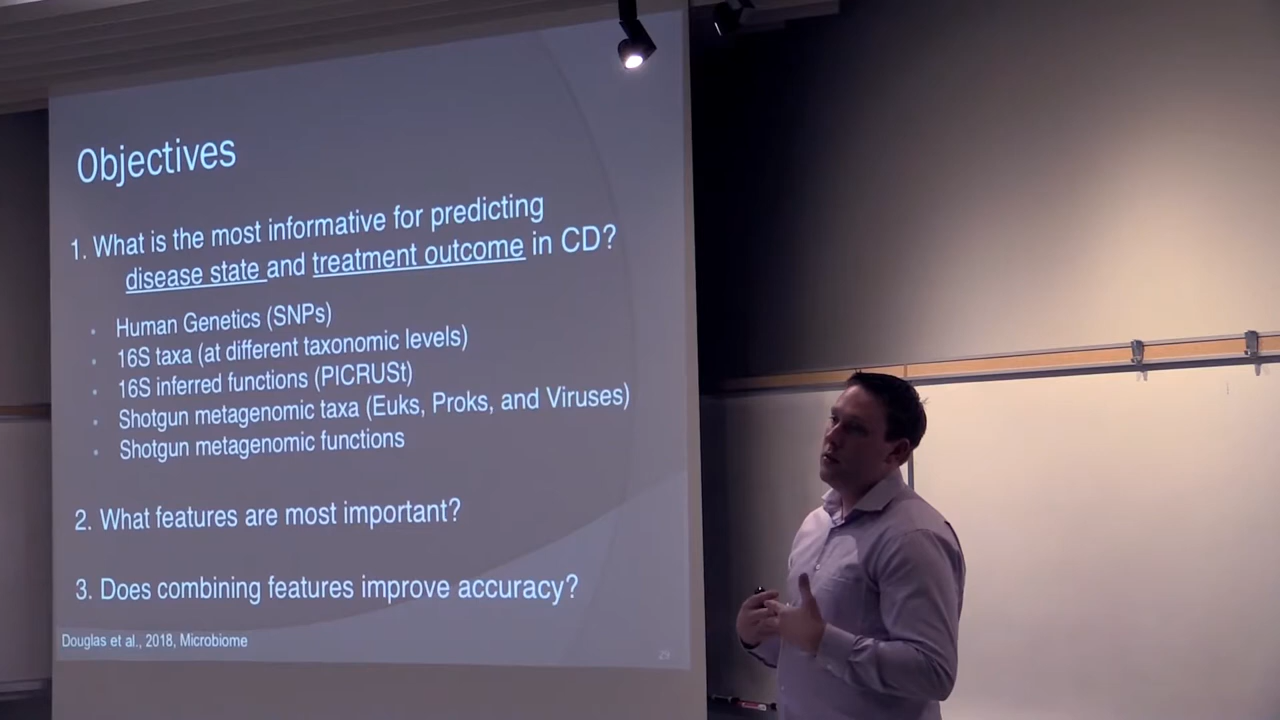 Objectives
1. What is the most informative for predicting
disease state and treatment outcome in CD?
• Human Genetics (SNPs)
• 16S taxa (at different taxonomic levels)
• 16S inferred functions (PICRUSt)
• Shotgun metagenomic taxa (Euks, Proks, and Viruses)
• Shotgun metagenomic functions
2. What features are most important?
3. Does combining features improve accuracy?
Douglas et al., 2018, Microbiome
29